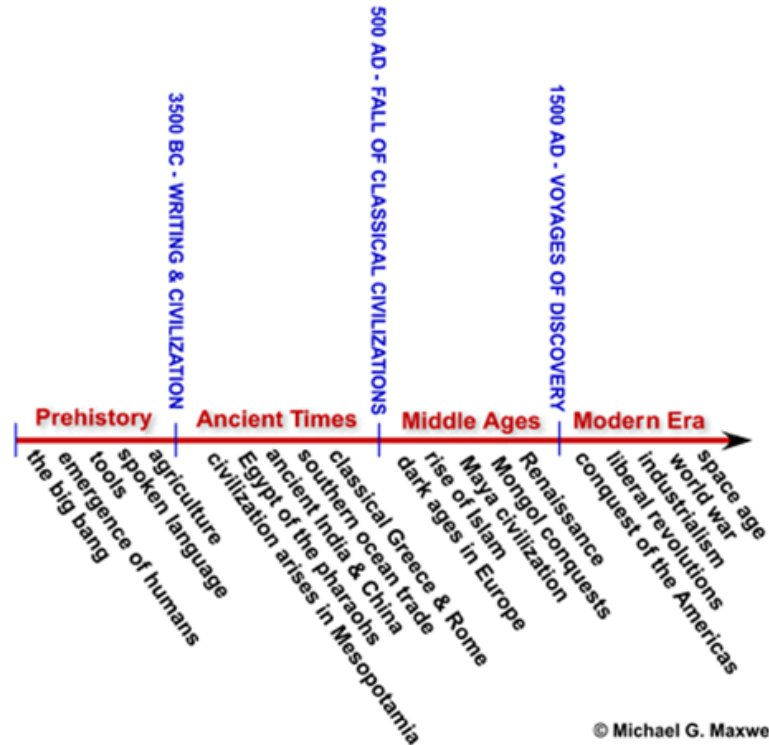 3500 BC - WRITING & CIVILIZATION
500 AD - FALL OF CLASSICAL CIVILIZATIONS
1500 AD - VOYAGES OF DISCOVERY
Prehistory
Ancient Times
Middle Ages
Modern Era
the big bang
emergence of humans
tools
spoken language
agriculture
civilization arises in Mesopotamia
Egypt of the pharaohs
ancient India & China
southern ocean trade
classical Greece & Rome
dark ages in Europe
rise of Islam
Maya civilization
Mongol conquests
Renaissance
conquest of the Americas
liberal revolutions
industrialism
world war
space age
© Michael G. Maxwe